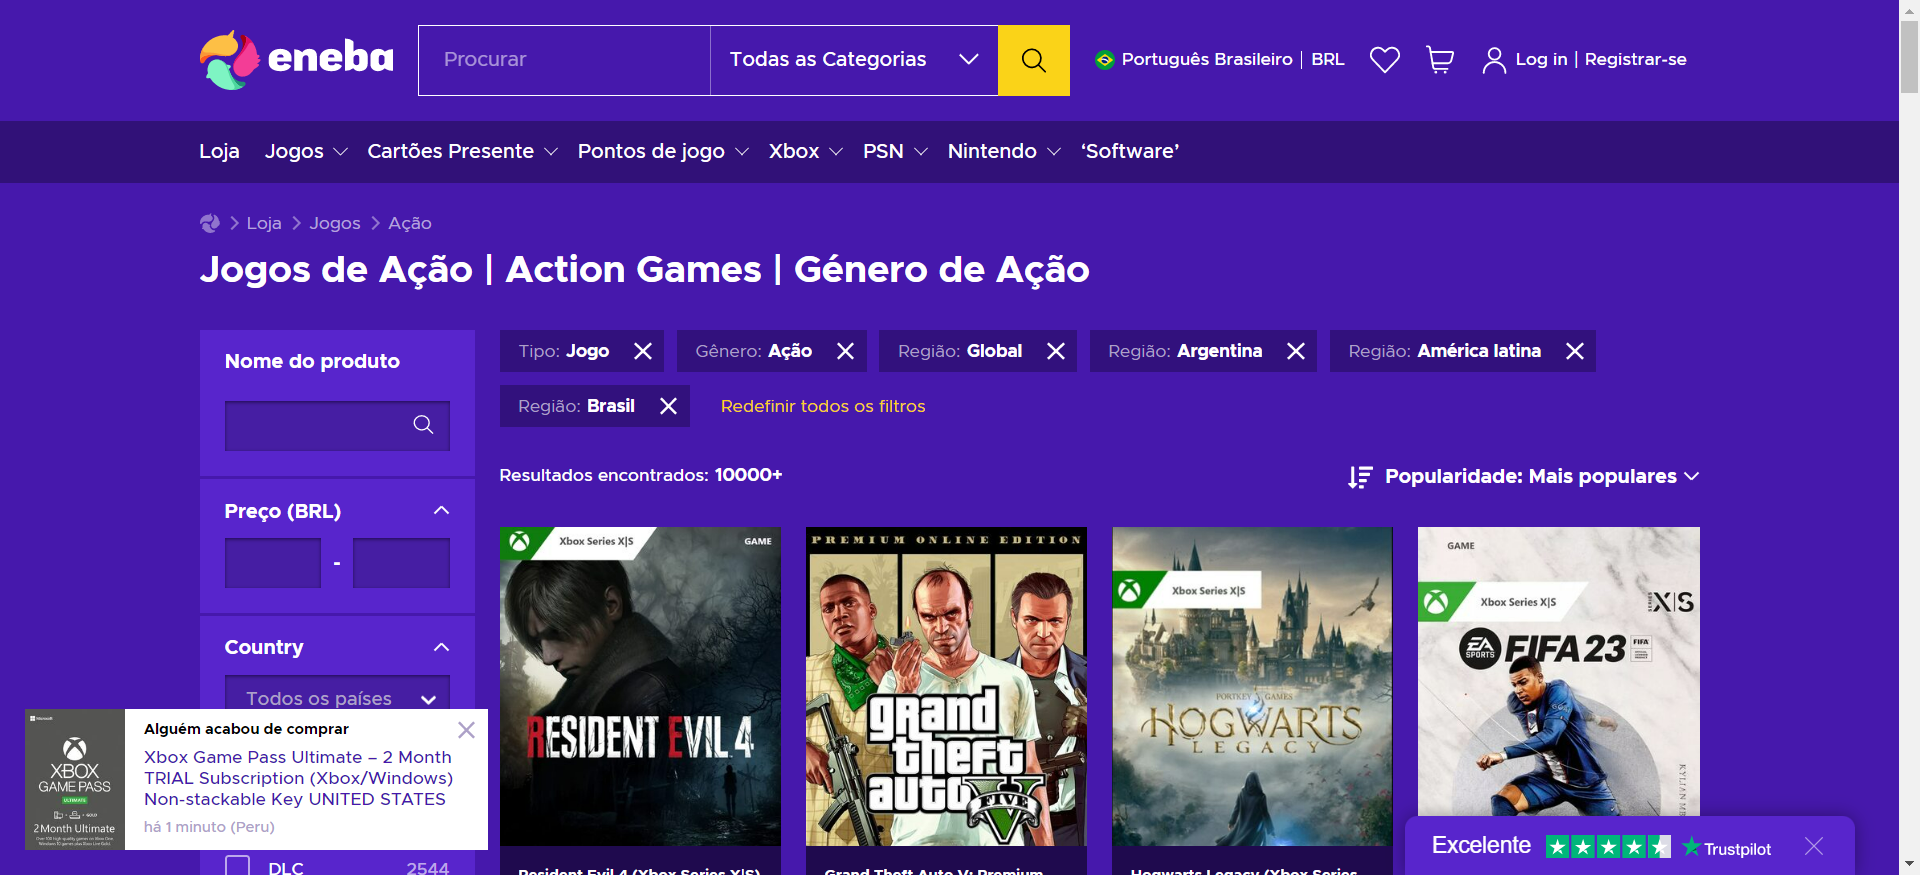 eneba
Procurar
Todas as Categorias
Português Brasileiro | BRL
Log in | Registrar-se
Loja
Jogos
Cartões Presente
Pontos de jogo
Xbox
PSN
Nintendo
‘Software’
Loja
Jogos
Ação
Jogos de Ação | Action Games | Género de Ação
Nome do produto
Preço (BRL)
-
Country
Todos os países
DLC 2544
Tipo: Jogo
Gênero: Ação
Região: Global
Região: Argentina
Região: América latina
Região: Brasil
Redefinir todos os filtros
Resultados encontrados: 10000+
Popularidade: Mais populares
Xbox Series X|S
GAME
RESIDENT EVIL 4
Resident Evil 4 (Xbox Series X|S)
PREMIUM ONLINE EDITION
grand
theft
auto V
FIVE
Grand Theft Auto V: Premium
Xbox Series X|S
PORTKEY GAMES
HOGWARTS
LEGACY
Hogwarts Legacy (Xbox Series
GAME
Xbox Series X|S
SERIES X|S
EA
SPORTS
FIFA 23
FIFA
KYLIAN
Alguém acabou de comprar
Xbox Game Pass Ultimate – 2 Month
TRIAL Subscription (Xbox/Windows)
Non-stackable Key UNITED STATES
há 1 minuto (Peru)
Microsoft
XBOX
GAME PASS
ULTIMATE
2 Month Ultimate
Excelente
Trustpilot